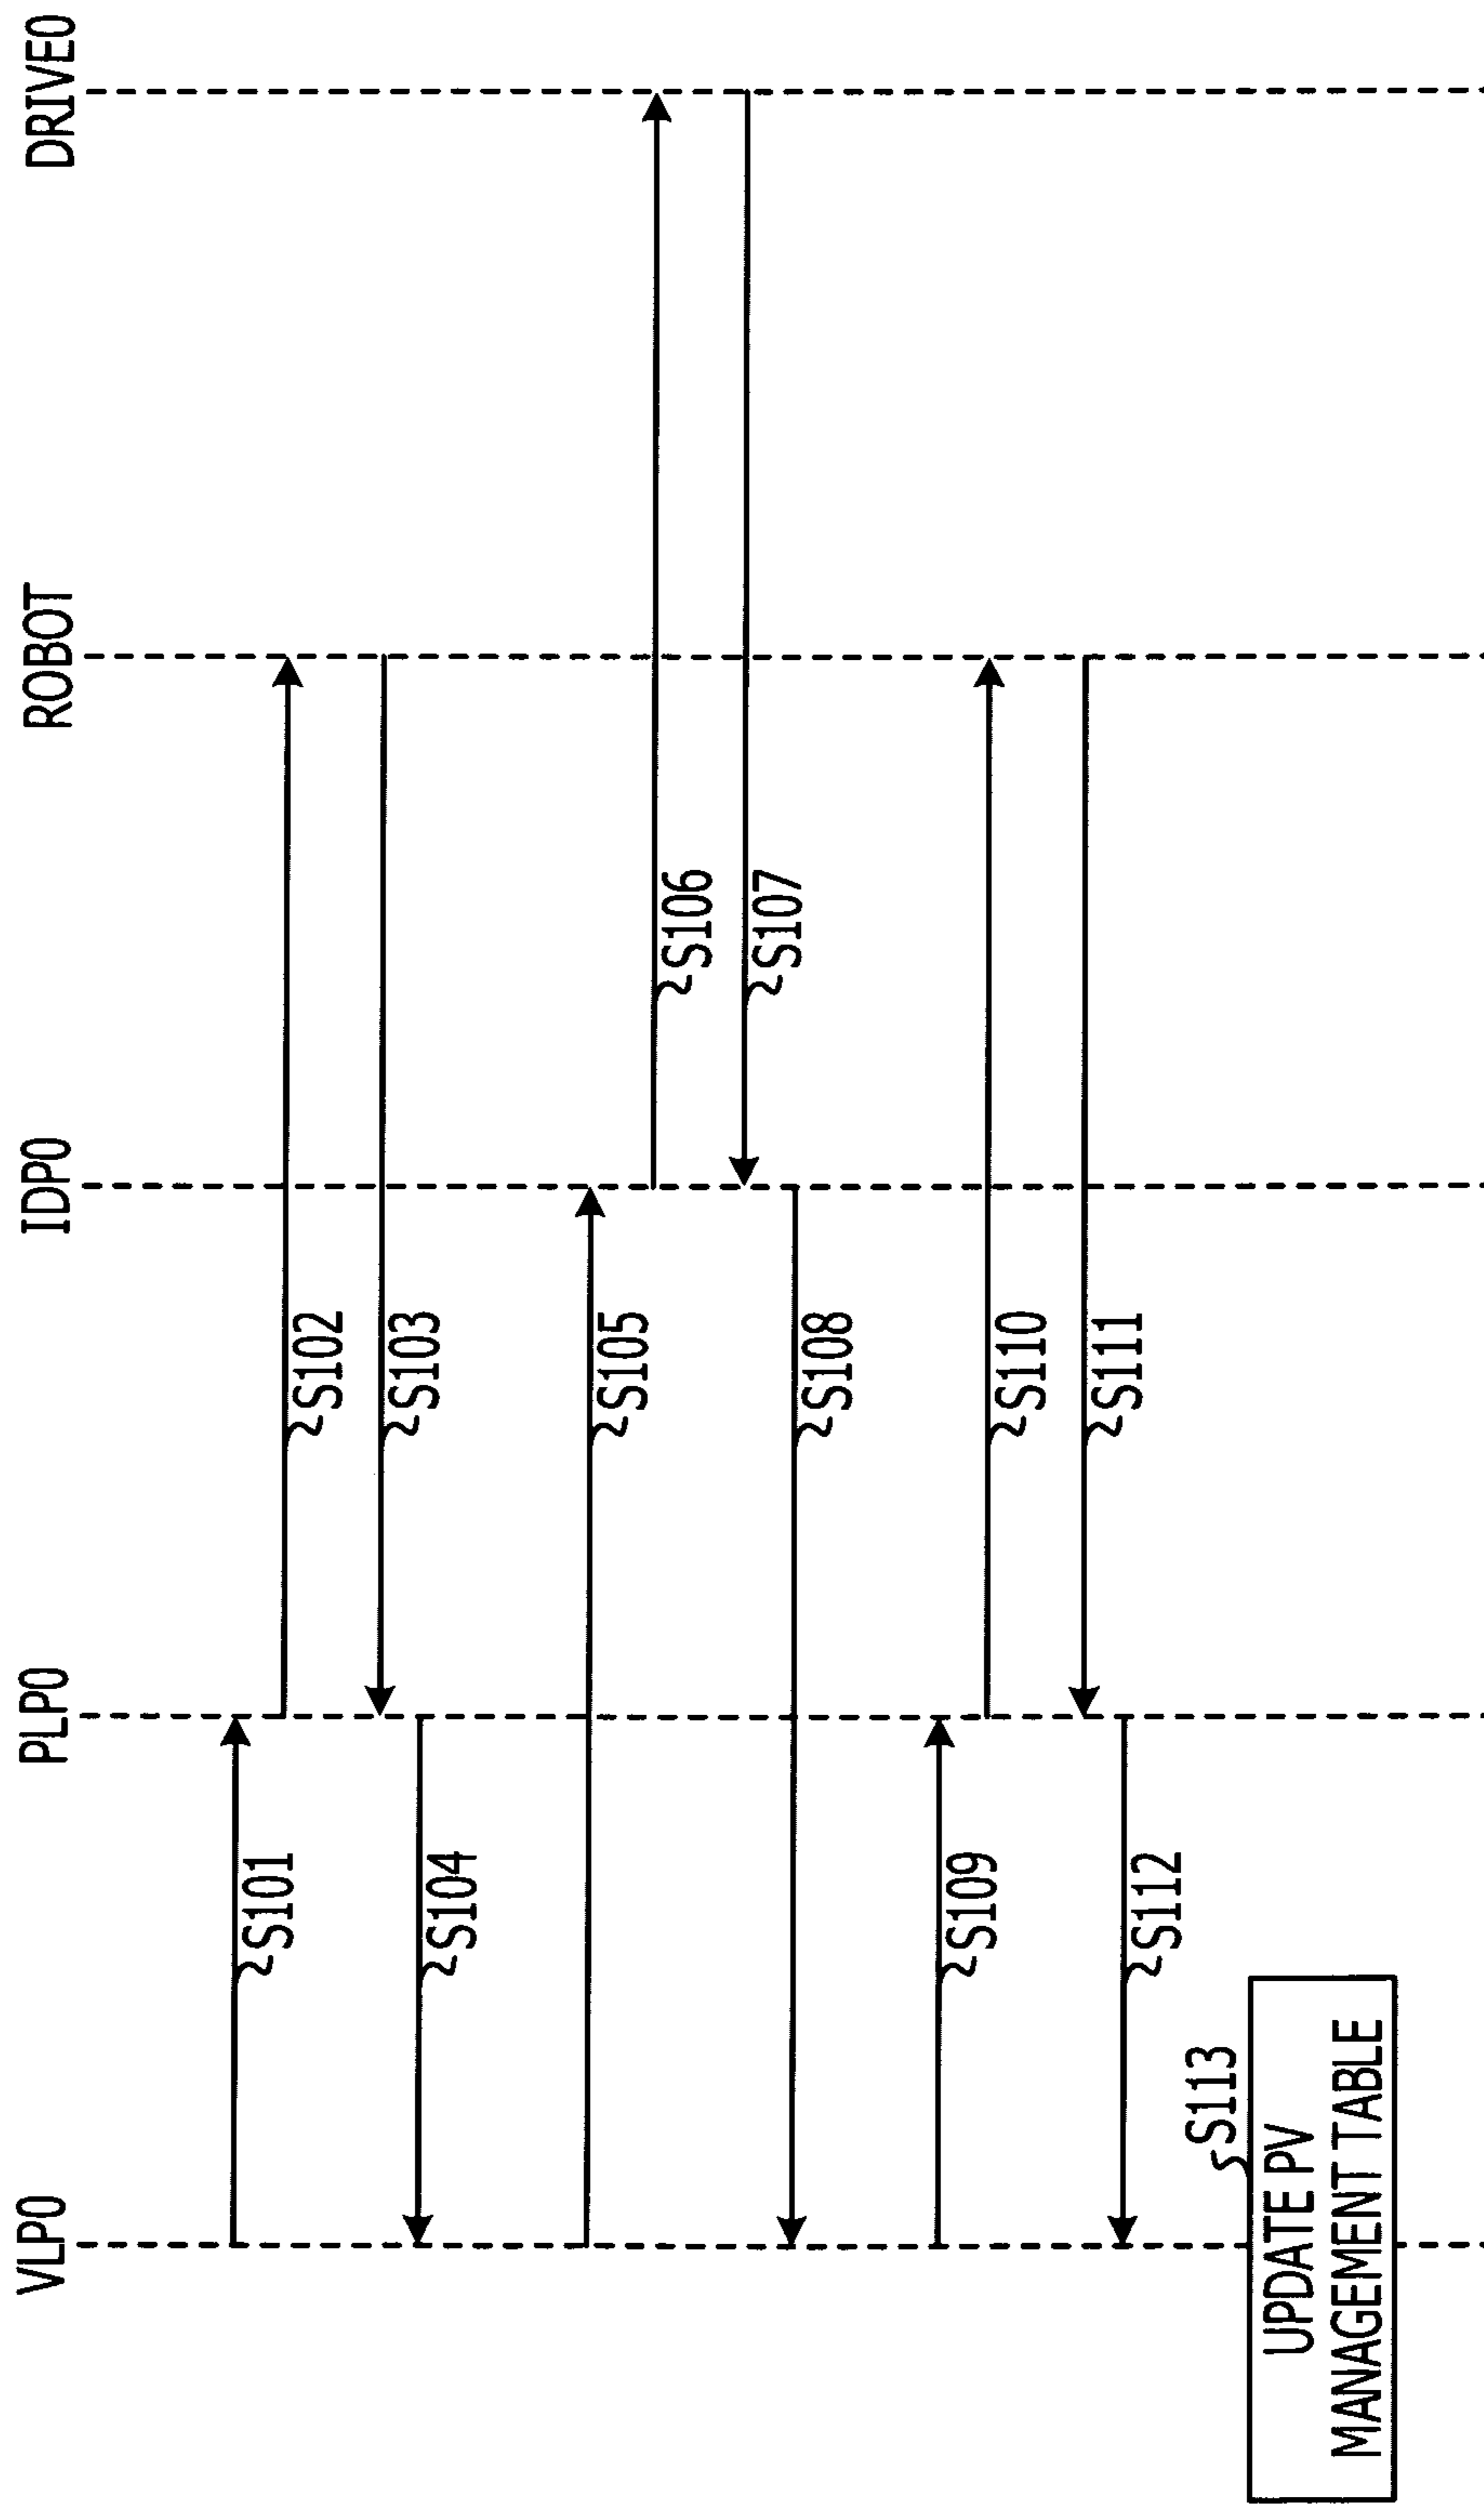 VLP0
PLP0
IDP0
ROBOT
DRIVE0
S101
S102
S103
S104
S105
S106
S107
S108
S109
S110
S111
S112
S113
UPDATE PV
MANAGEMENT TABLE